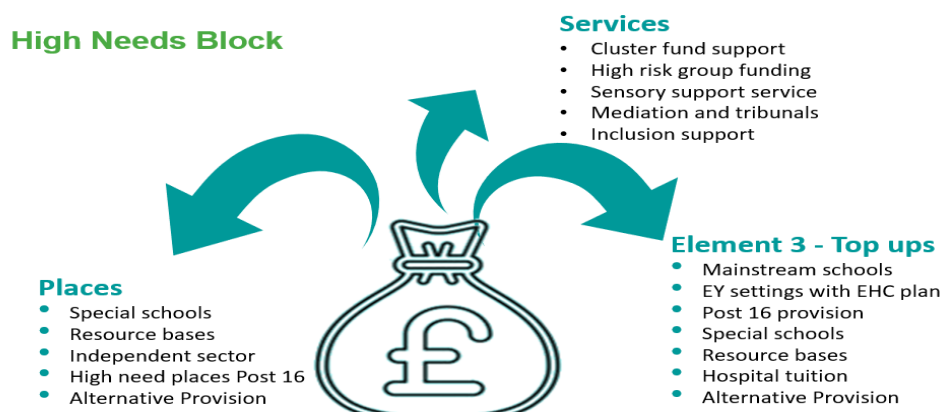 High Needs Block
Services
• Cluster fund support
• High risk group funding
• Sensory support service
• Mediation and tribunals
• Inclusion support
Places
• Special schools
• Resource bases
• Independent sector
• High need places Post 16
• Alternative Provision
£
Element 3 - Top ups
• Mainstream schools
• EY settings with EHC plan
• Post 16 provision
• Special schools
• Resource bases
• Hospital tuition
• Alternative Provision